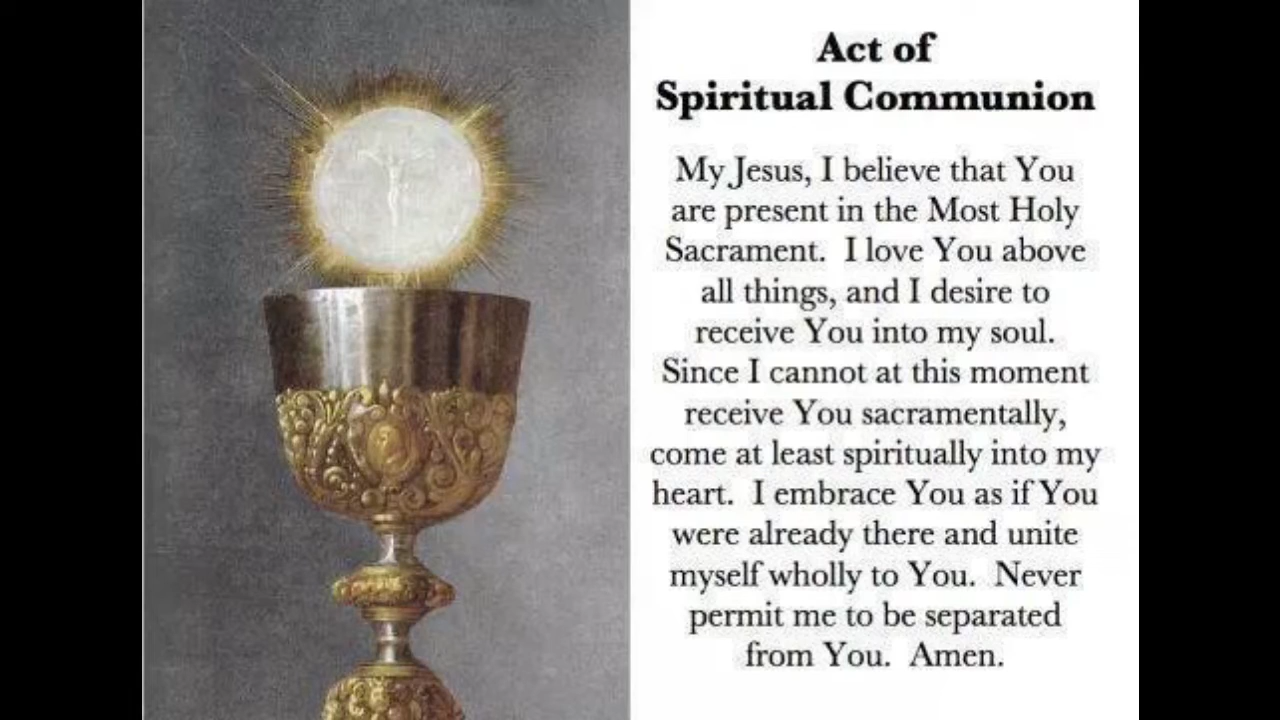 Act of
Spiritual Communion
My Jesus, I believe that You
are present in the Most Holy
Sacrament. I love You above
all things, and I desire to
receive You into my soul.
Since I cannot at this moment
receive You sacramentally,
come at least spiritually into my
heart. I embrace You as if You
were already there and unite
myself wholly to You. Never
permit me to be separated
from You. Amen.